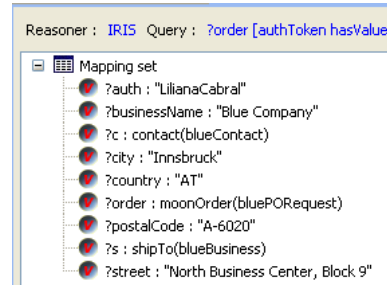 Reasoner : IRIS Query : ?order [authToken hasValue
Mapping set
?auth : "LilianaCabral"
?businessName : "Blue Company"
?c : contact(blueContact)
?city : "Innsbruck"
?country : "AT"
?order : moonOrder(bluePORequest)
?postalCode : "A-6020"
?s : shipTo(blueBusiness)
?street : "North Business Center, Block 9"